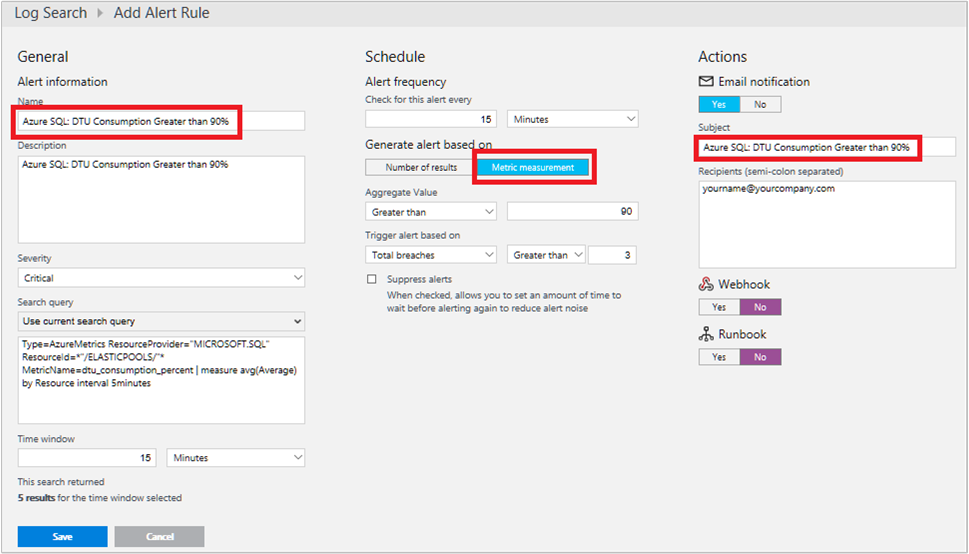 Log Search Add Alert Rule
General
Alert information
Name
Azure SQL: DTU Consumption Greater than 90%
Description
Azure SQL: DTU Consumption Greater than 90%
Severity
Critical
Search query
Use current search query
Type=AzureMetrics ResourceProvider="MICROSOFT.SQL"
ResourceId=*"/ELASTICPOOLS/"*
MetricName=dtu_consumption_percent | measure avg(Average)
by Resource interval 5minutes
Time window
15 Minutes
This search returned
5 results for the time window selected
Save Cancel
Schedule
Alert frequency
Check for this alert every
15 Minutes
Generate alert based on
Number of results Metric measurement
Aggregate Value
Greater than 90
Trigger alert based on
Total breaches Greater than 3
Suppress alerts
When checked, allows you to set an amount of time to
wait before alerting again to reduce alert noise
Actions
Email notification
Yes No
Subject
Azure SQL: DTU Consumption Greater than 90%
Recipients (semi-colon separated)
yourname@yourcompany.com
Webhook
Yes No
Runbook
Yes No